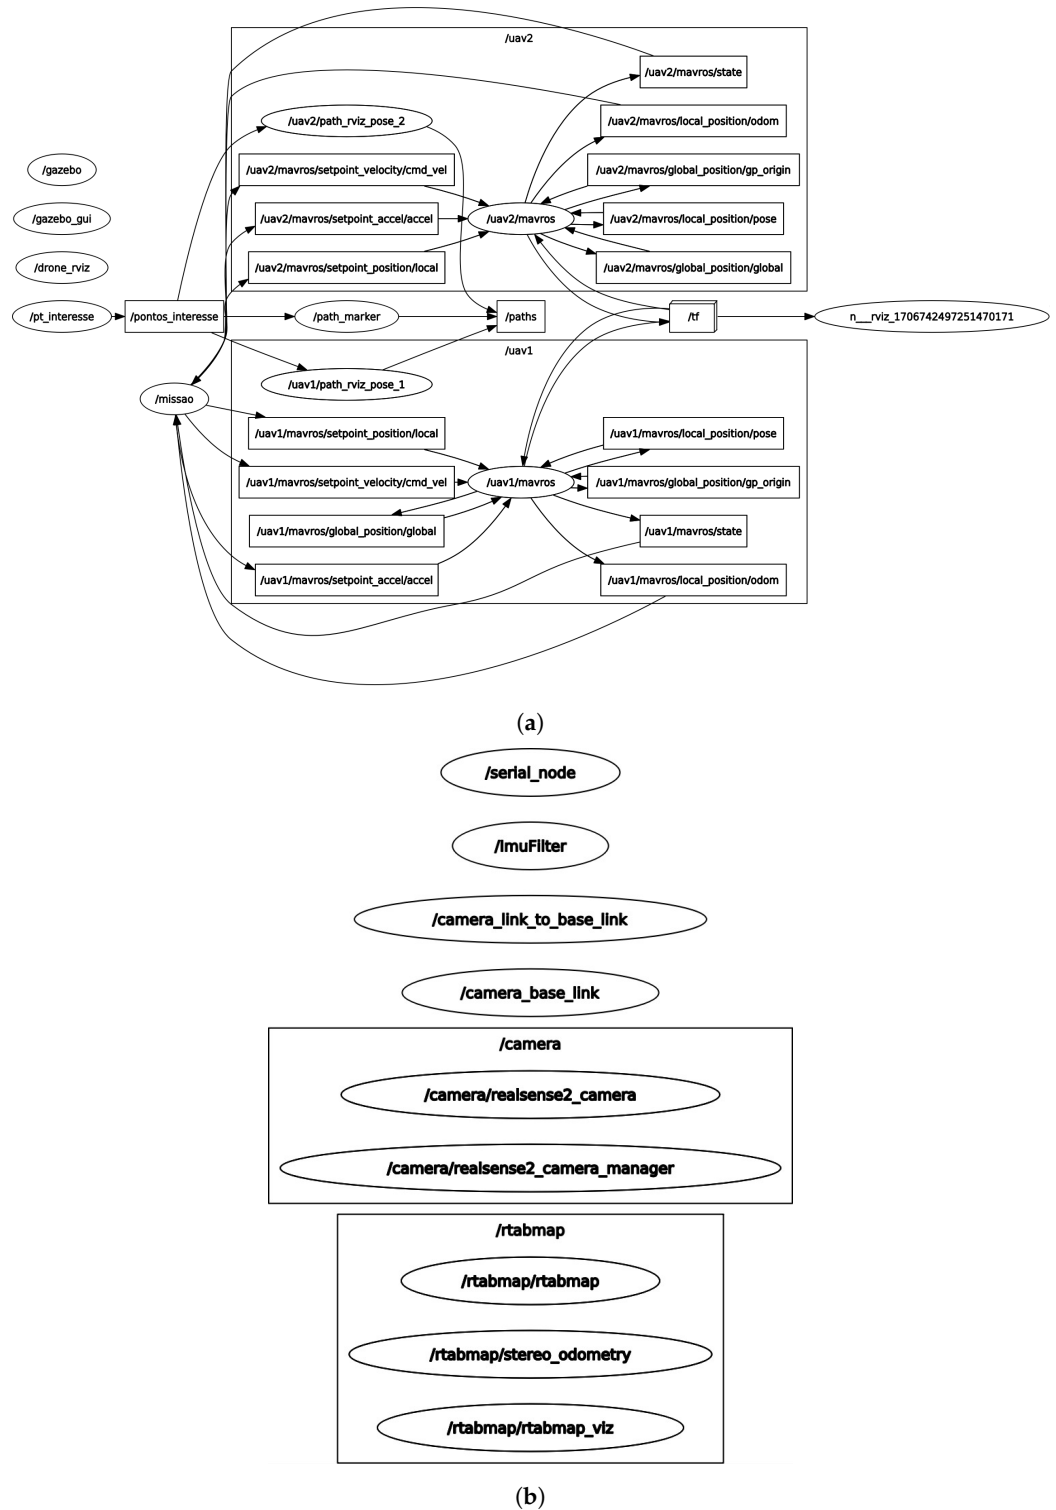 /uav2
/uav2/mavros/state
/uav2/mavros/local_position/odom
/uav2/path_rviz_pose_2
/gazebo
/uav2/mavros/setpoint_velocity/cmd_vel
/uav2/mavros/global_position/gp_origin
/gazebo_gui
/uav2/mavros/setpoint_accel/accel
/uav2/mavros
/uav2/mavros/local_position/pose
/drone_rviz
/uav2/mavros/setpoint_position/local
/uav2/mavros/global_position/global
/pt_interesse
/pontos_interesse
/path_marker
/paths
/tf
n__rviz_1706742497251470171
/uav1
/uav1/path_rviz_pose_1
/missao
/uav1/mavros/setpoint_position/local
/uav1/mavros/local_position/pose
/uav1/mavros/setpoint_velocity/cmd_vel
/uav1/mavros
/uav1/mavros/global_position/gp_origin
/uav1/mavros/global_position/global
/uav1/mavros/state
/uav1/mavros/setpoint_accel/accel
/uav1/mavros/local_position/odom
(a)
/serial_node
/ImuFilter
/camera_link_to_base_link
/camera_base_link
/camera
/camera/realsense2_camera
/camera/realsense2_camera_manager
/rtabmap
/rtabmap/rtabmap
/rtabmap/stereo_odometry
/rtabmap/rtabmap_viz
(b)